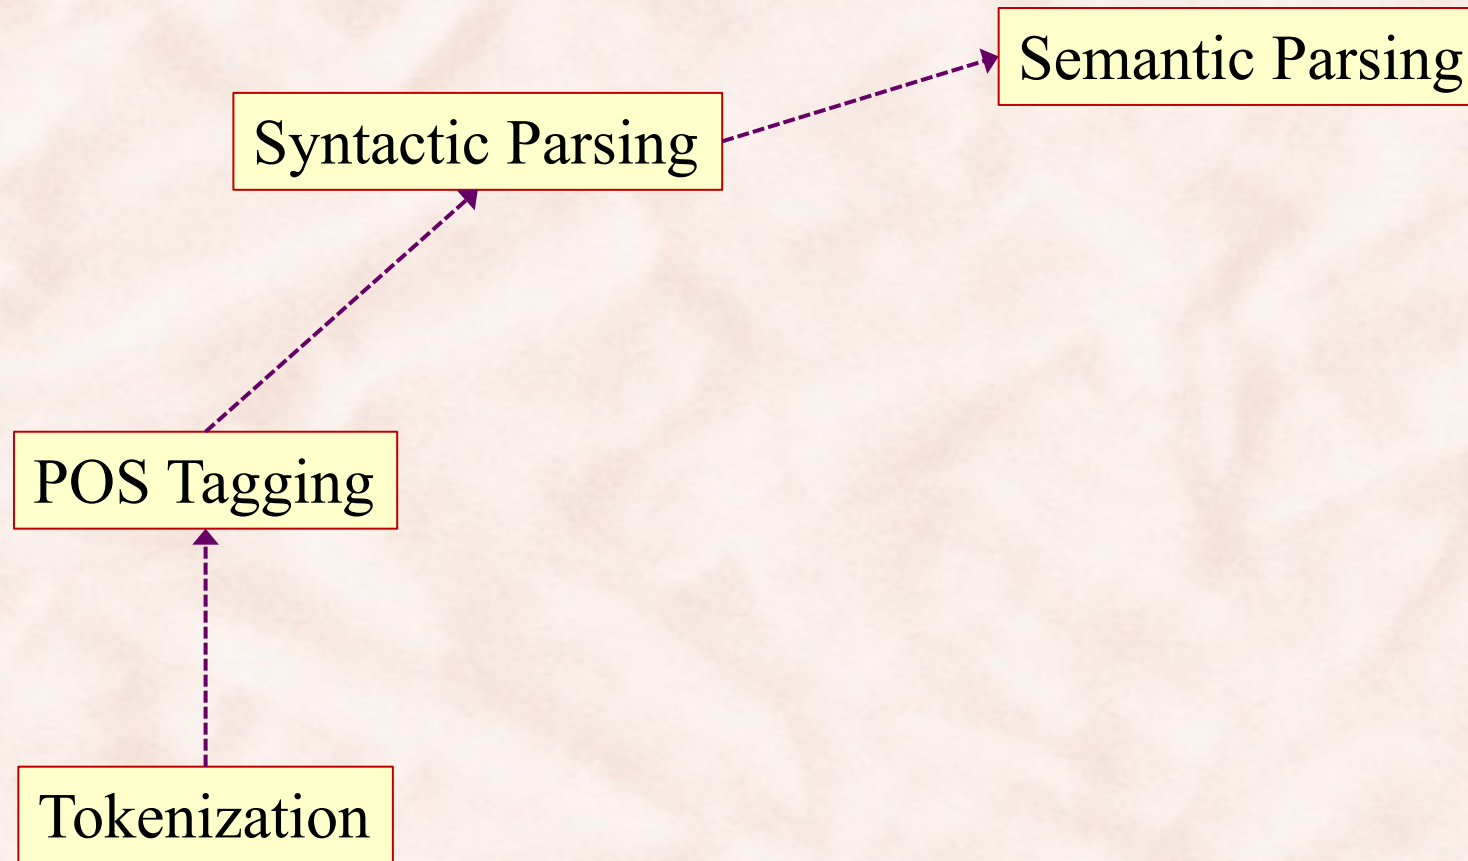 Semantic Parsing
Syntactic Parsing
POS Tagging
Tokenization